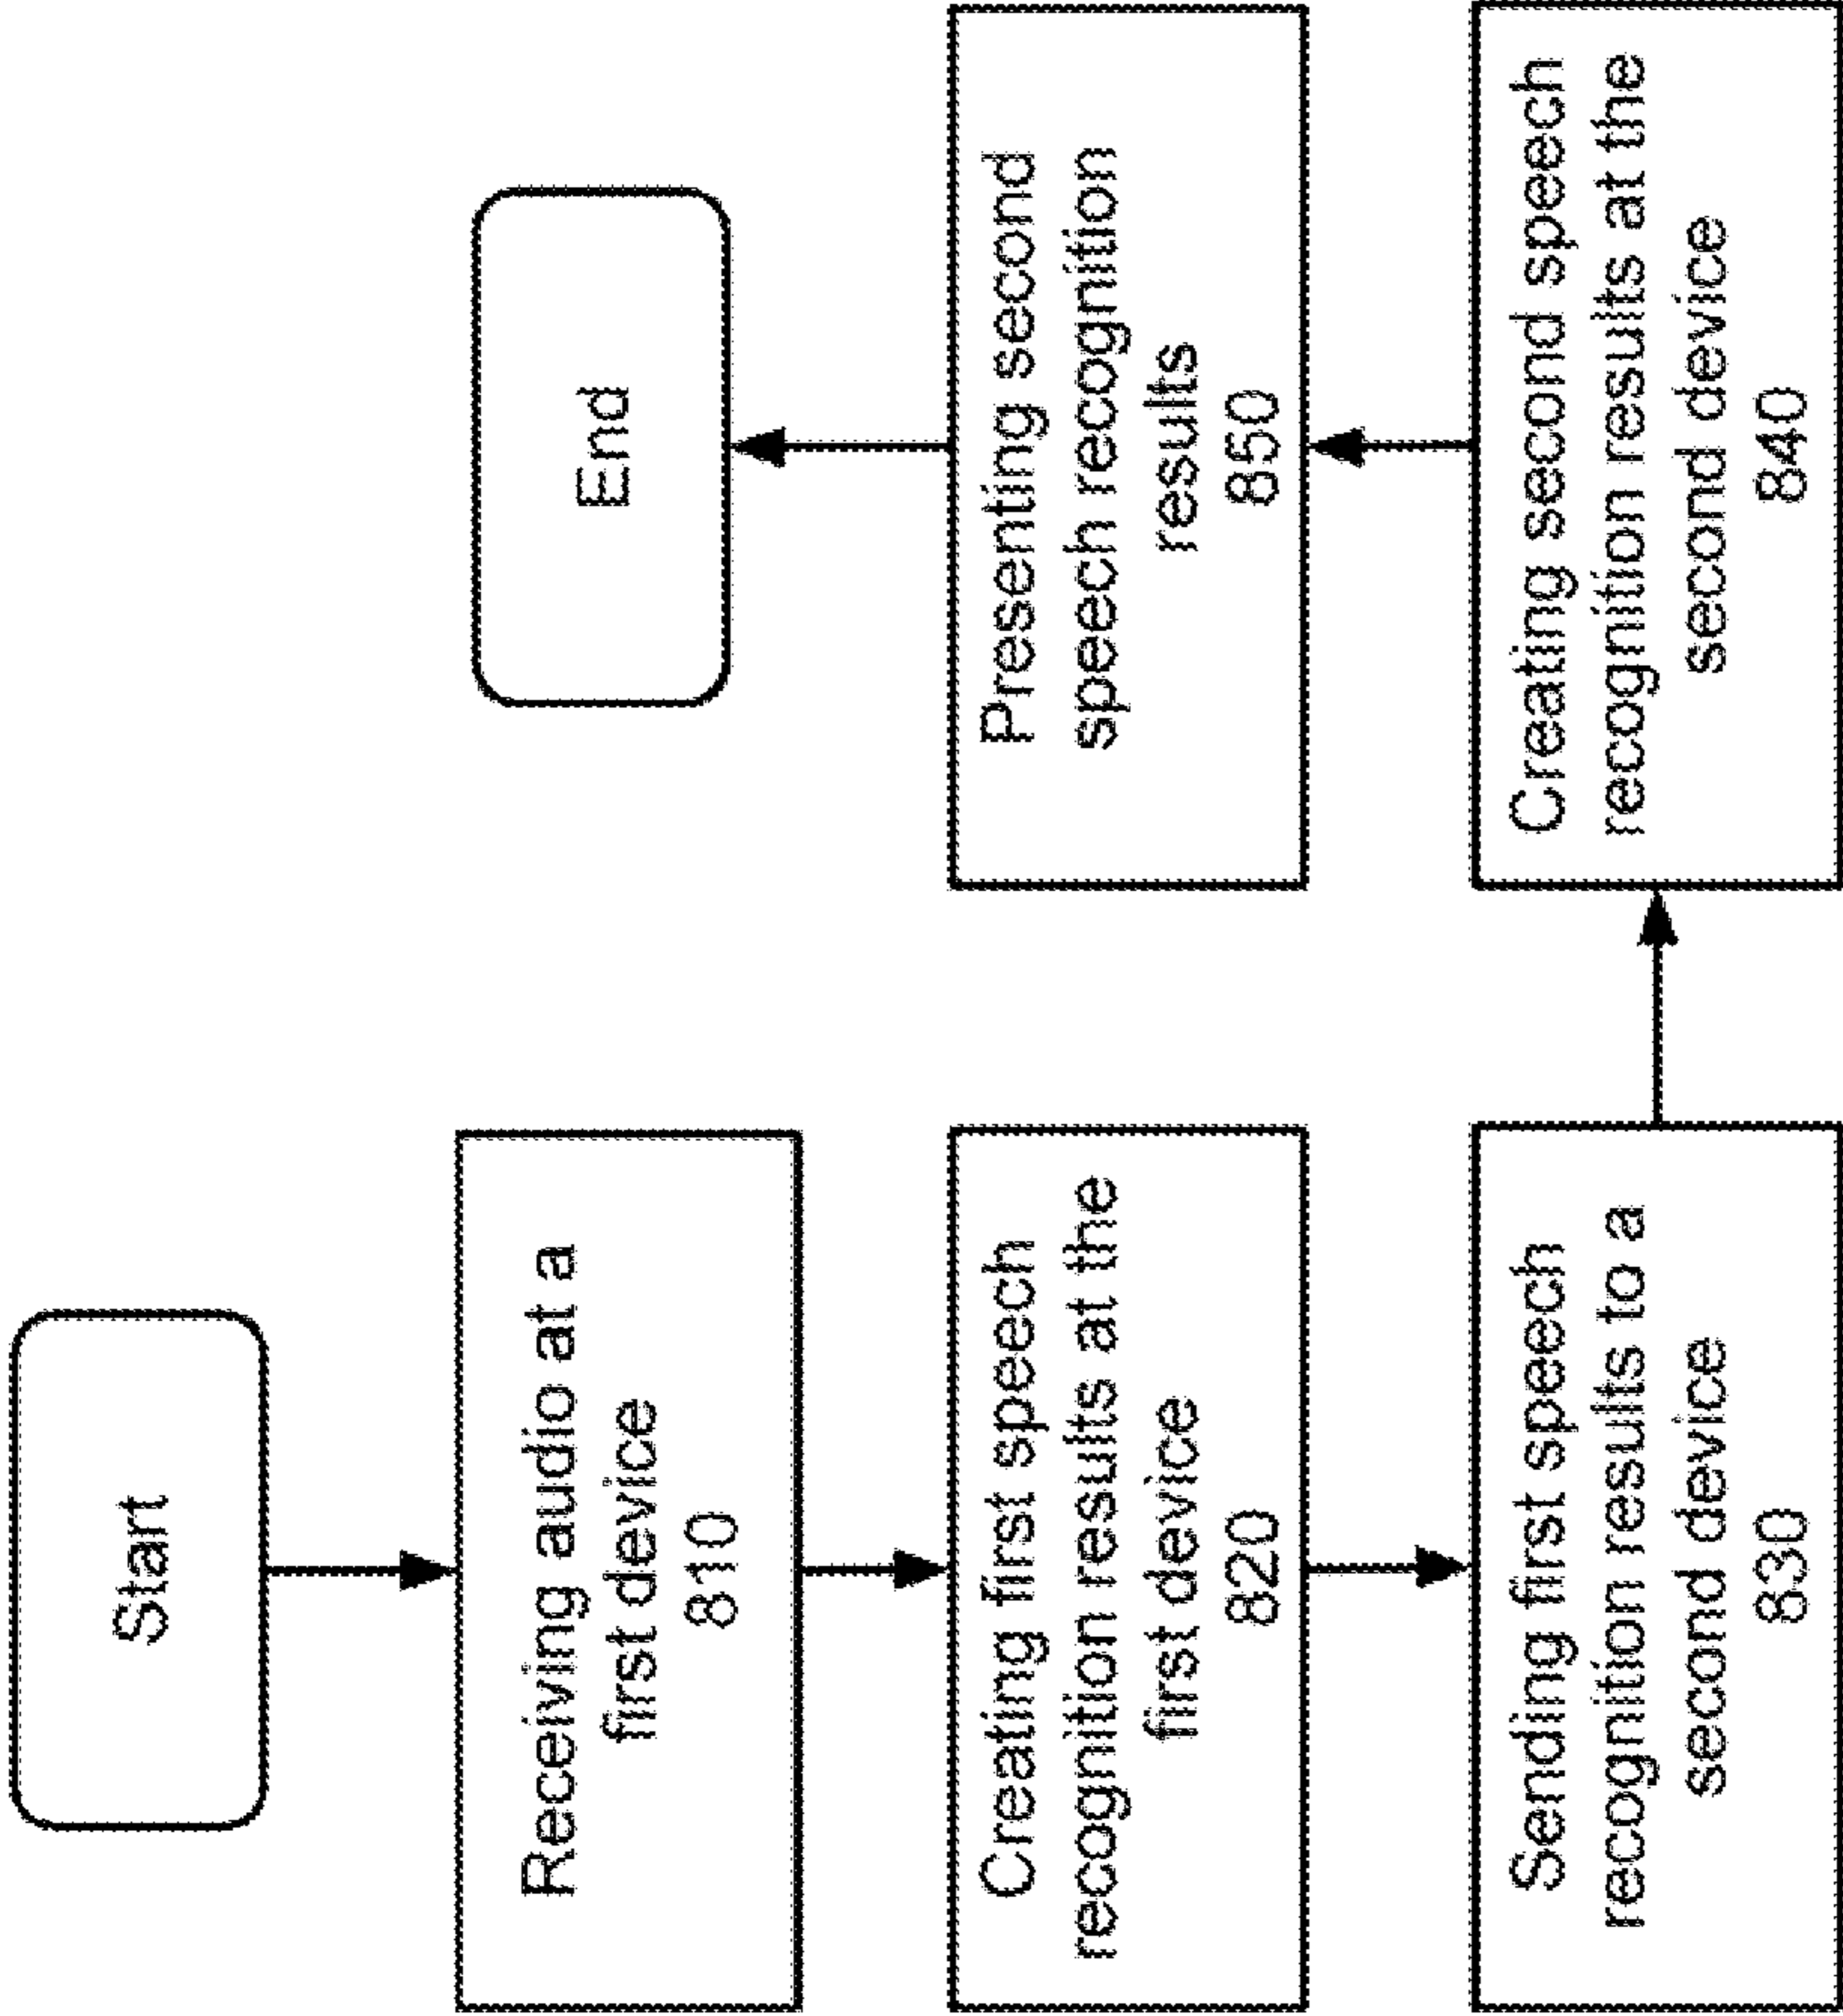 Start
Receiving audio at a
first device
810
Creating first speech
recognition results at the
first device
820
Sending first speech
recognition results to a
second device
830
Creating second speech
recognition results at the
second device
840
Presenting second
speech recognition
results
850
End